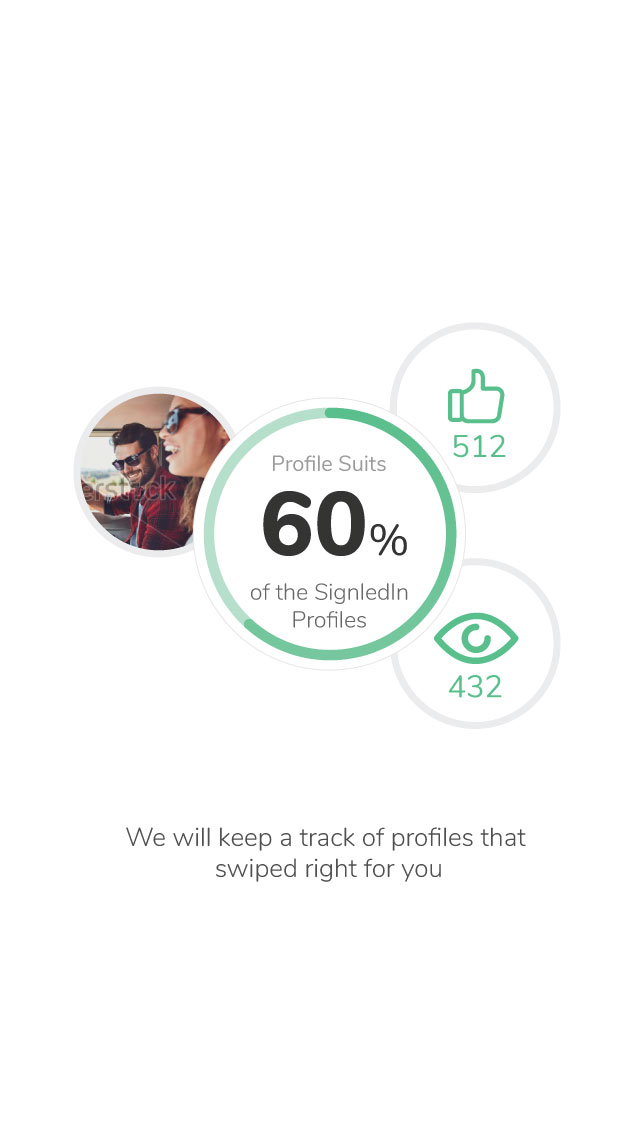 512
erstock
Profile Suits
60%
of the SignledIn
Profiles
432
We will keep a track of profiles that
swiped right for you